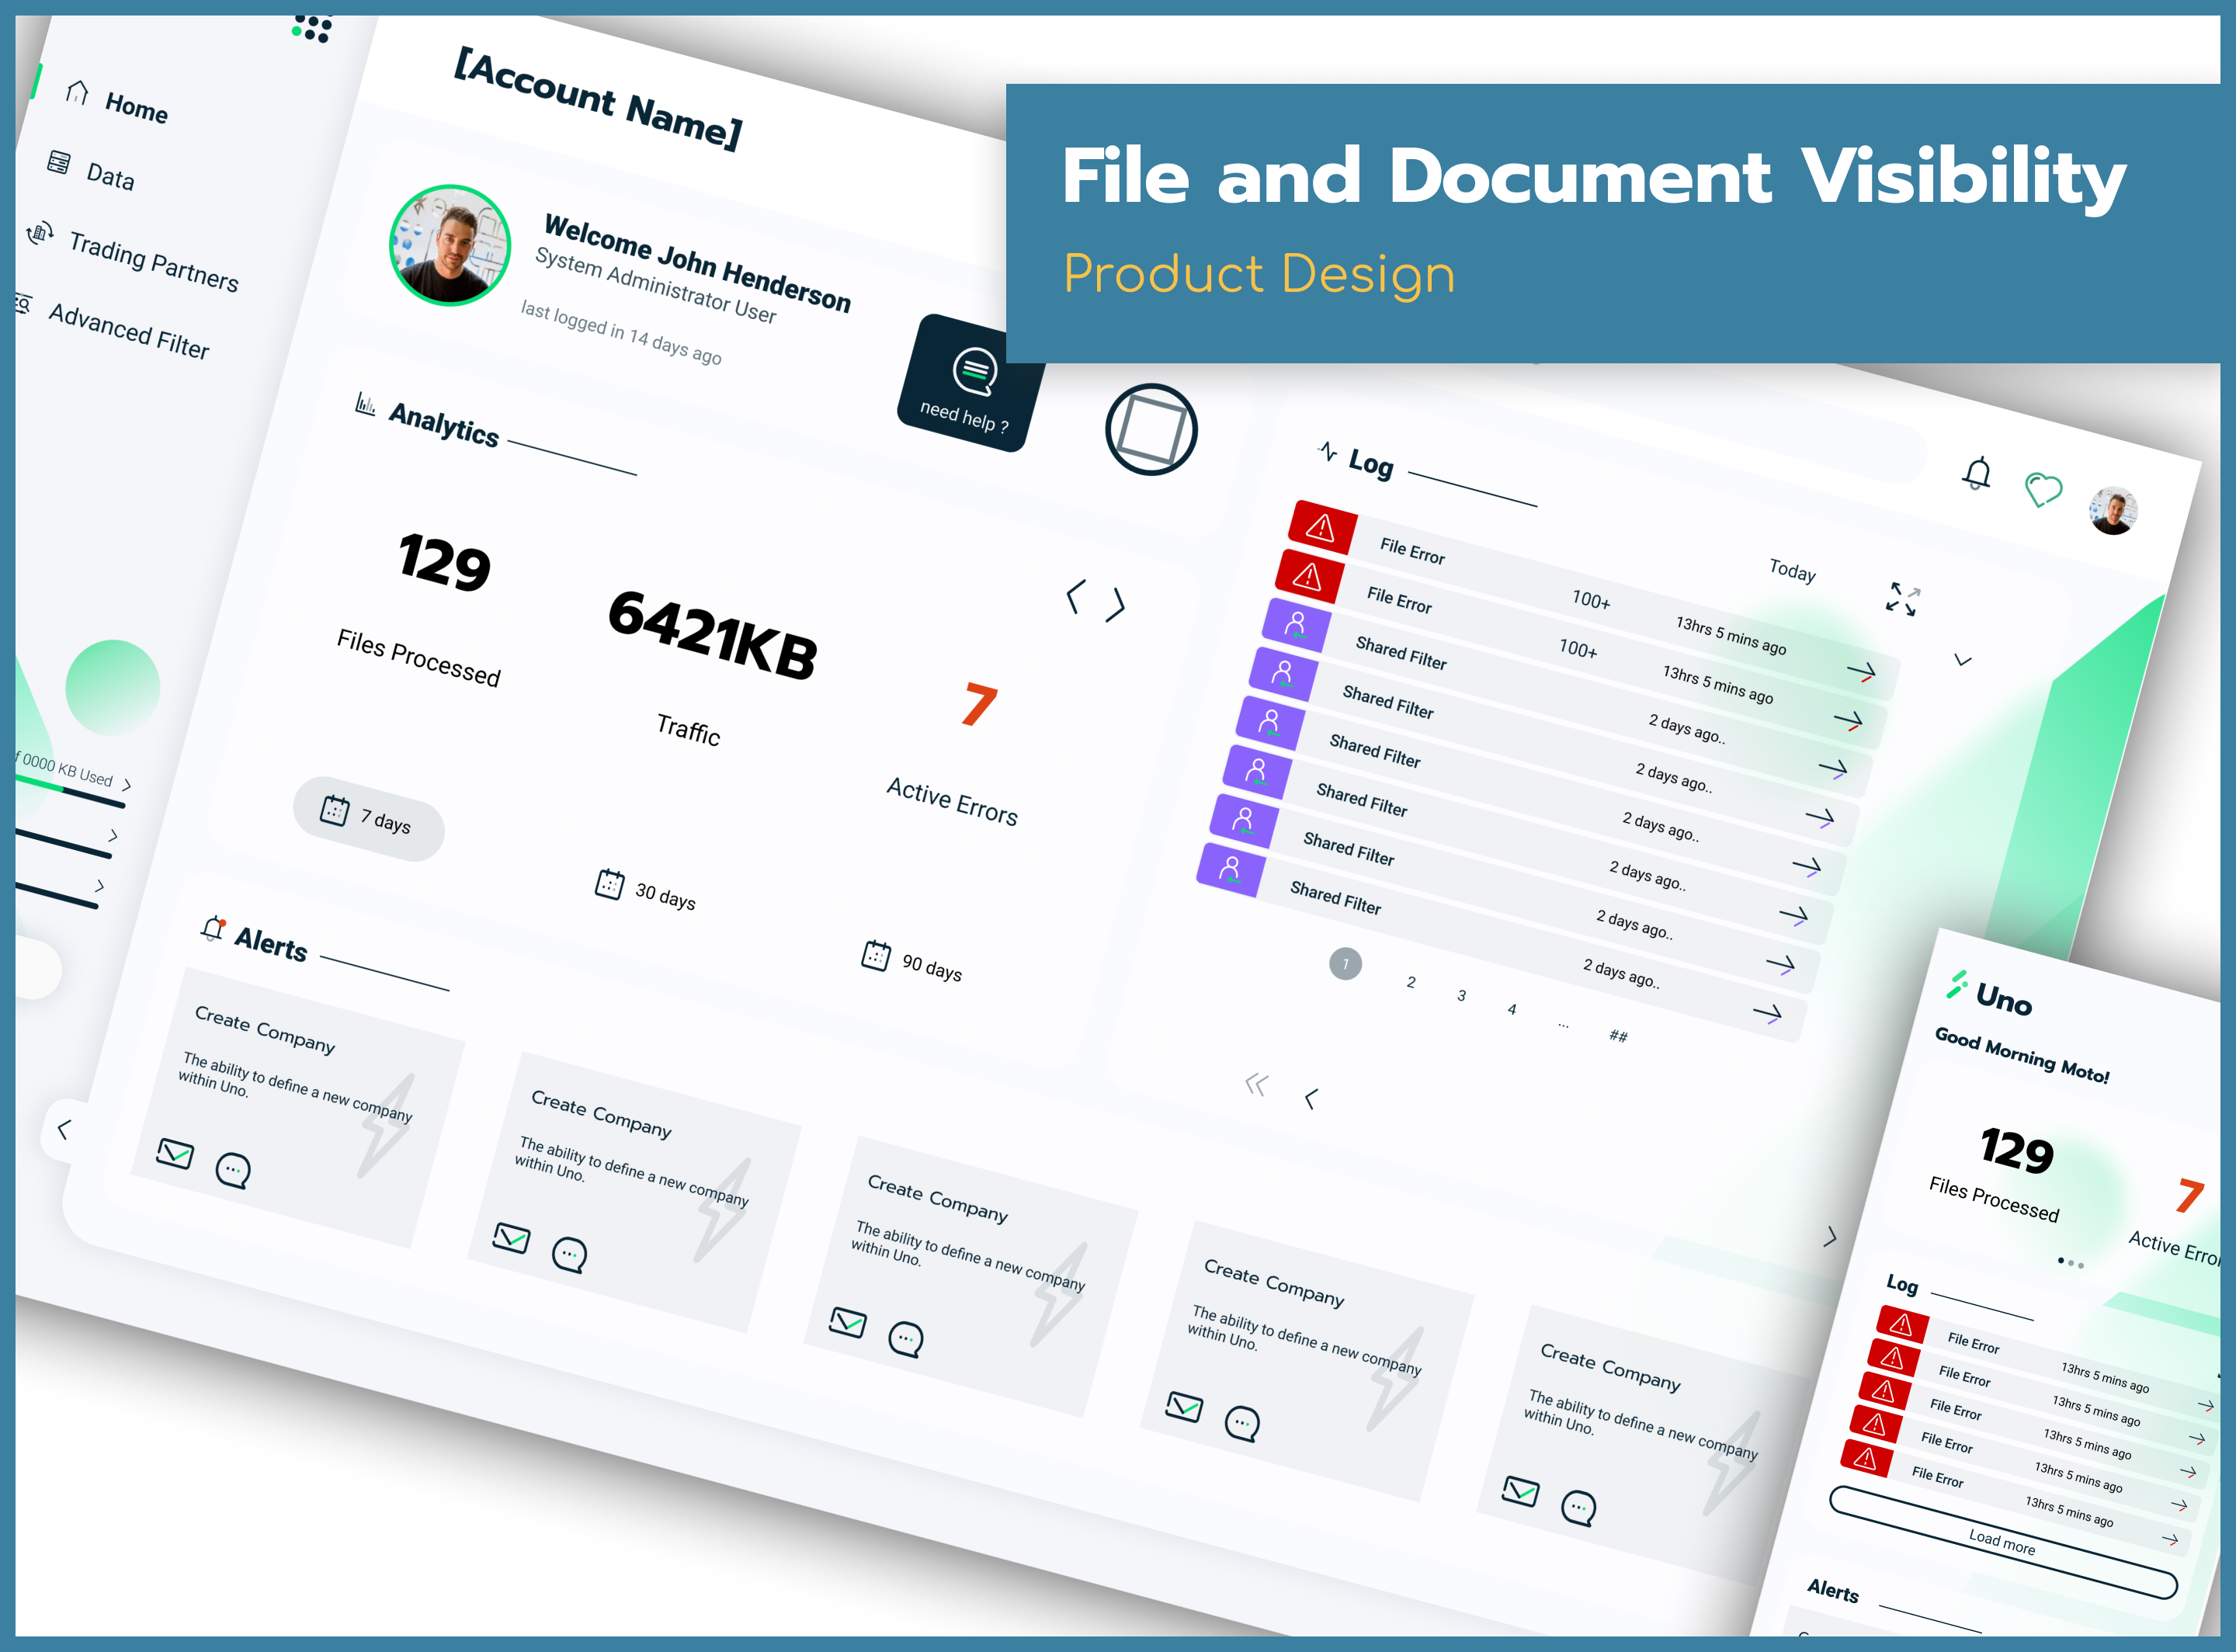 File and Document Visibility
Product Design
Home
Data
Trading Partners
Advanced Filter
0000 KB Used
[Account Name]
Welcome John Henderson
System Administrator User
last logged in 14 days ago
need help ?
Analytics
129
Files Processed
6421KB
Traffic
7
Active Errors
7 days
30 days
90 days
Log
Today
File Error 100+ 13hrs 5 mins ago
File Error 100+ 13hrs 5 mins ago
Shared Filter 2 days ago..
Shared Filter 2 days ago..
Shared Filter 2 days ago..
Shared Filter 2 days ago..
Shared Filter 2 days ago..
Shared Filter 2 days ago..
1 2 3 4 ... ##
Alerts
Create Company
The ability to define a new company
within Uno.
Create Company
The ability to define a new company
within Uno.
Create Company
The ability to define a new company
within Uno.
Create Company
The ability to define a new company
within Uno.
Create Company
The ability to define a new company
within Uno.
Uno
Good Morning Moto!
129
Files Processed
7
Active
Log
File Error 13hrs 5 mins ago
File Error 13hrs 5 mins ago
File Error 13hrs 5 mins ago
File Error 13hrs 5 mins ago
File Error 13hrs 5 mins ago
Load more
Alerts